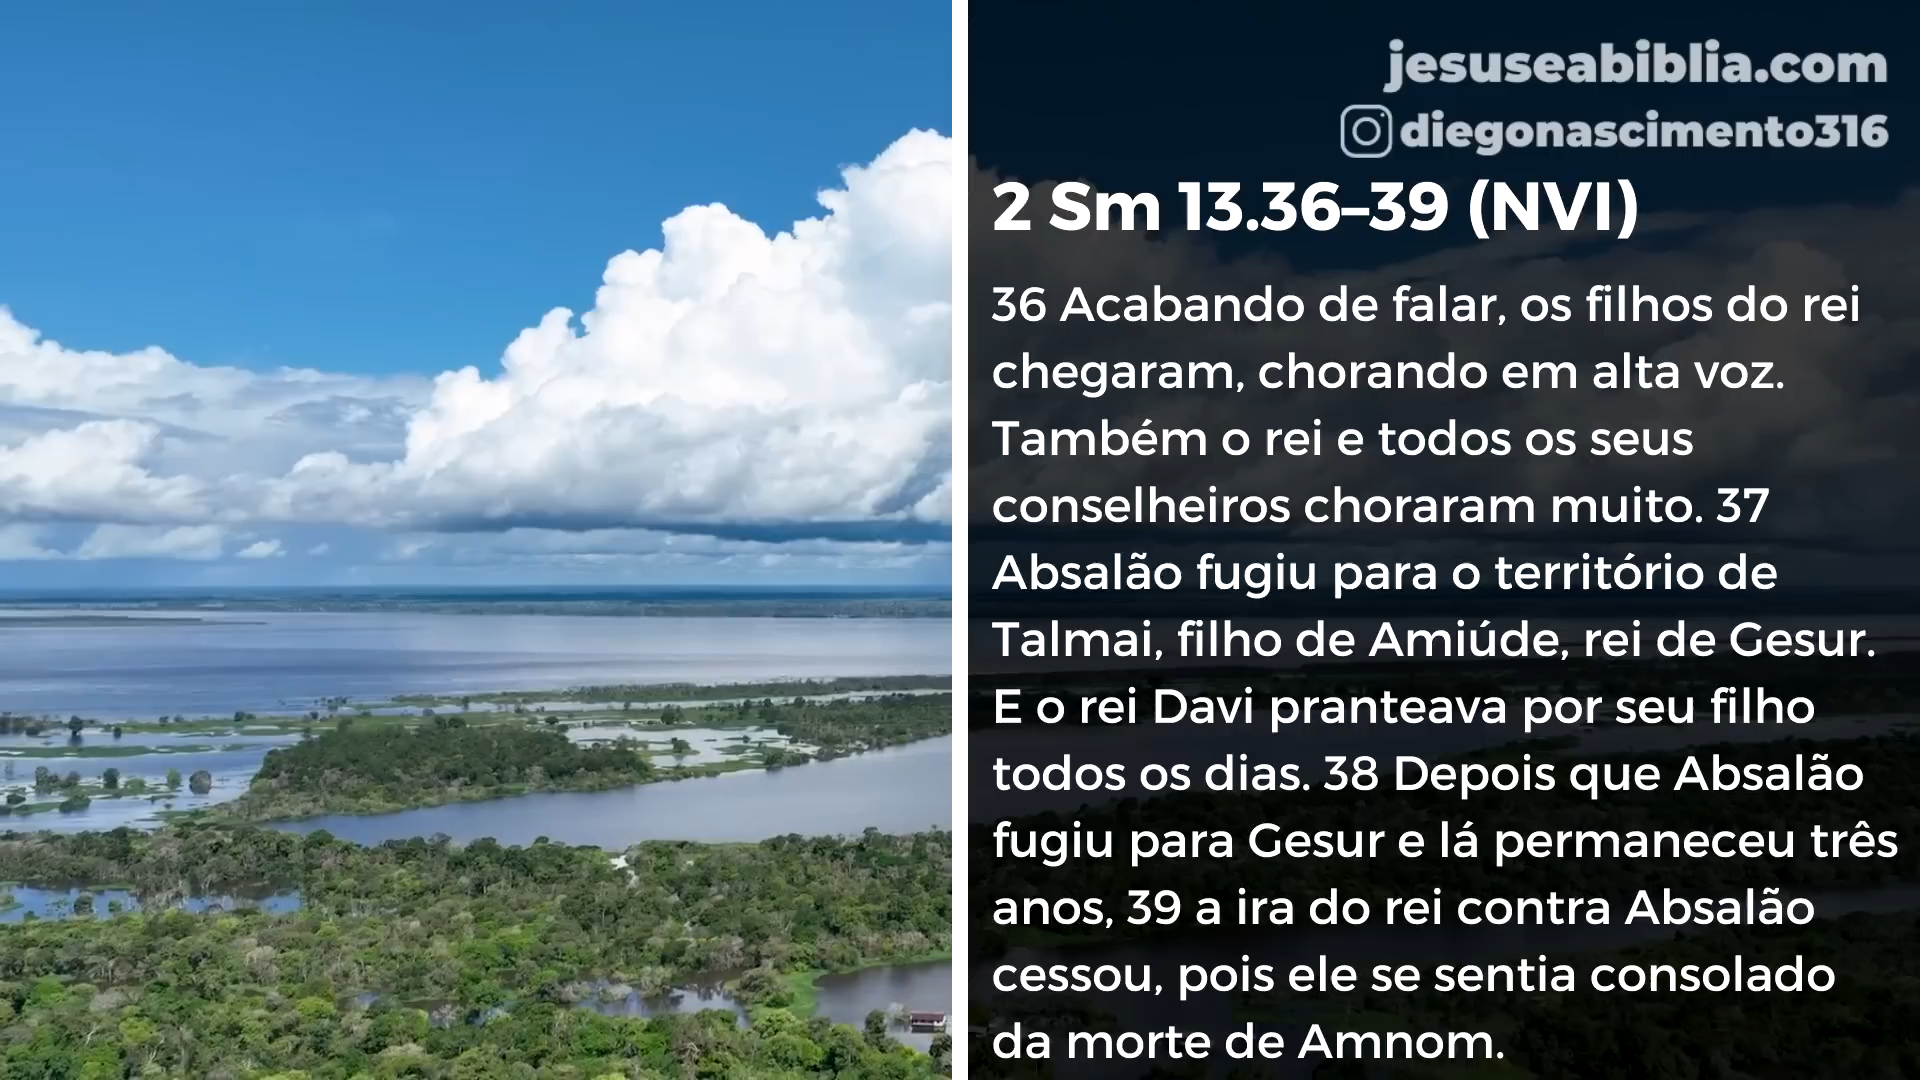 jesuseabiblia.com
diegonascimento316
2 Sm 13.36–39 (NVI)
36 Acabando de falar, os filhos do rei
chegaram, chorando em alta voz.
Também o rei e todos os seus
conselheiros choraram muito. 37
Absalão fugiu para o território de
Talmai, filho de Amiúde, rei de Gesur.
E o rei Davi pranteava por seu filho
todos os dias. 38 Depois que Absalão
fugiu para Gesur e lá permaneceu três
anos, 39 a ira do rei contra Absalão
cessou, pois ele se sentia consolado
da morte de Amnom.